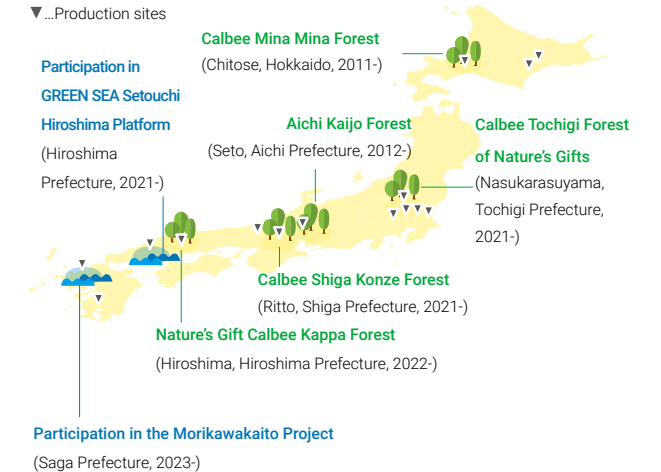 ▼...Production sites
Calbee Mina Mina Forest
(Chitose, Hokkaido, 2011-)
Participation in
GREEN SEA Setouchi
Hiroshima Platform
(Hiroshima
Prefecture, 2021-)
Aichi Kaijo Forest
(Seto, Aichi Prefecture, 2012-)
Calbee Tochigi Forest
of Nature's Gifts
(Nasukarasuyama,
Tochigi Prefecture,
2021-)
Calbee Shiga Konze Forest
(Ritto, Shiga Prefecture, 2021-)
Nature's Gift Calbee Kappa Forest
(Hiroshima, Hiroshima Prefecture, 2022-)
Participation in the Morikawakaito Project
(Saga Prefecture, 2023-)